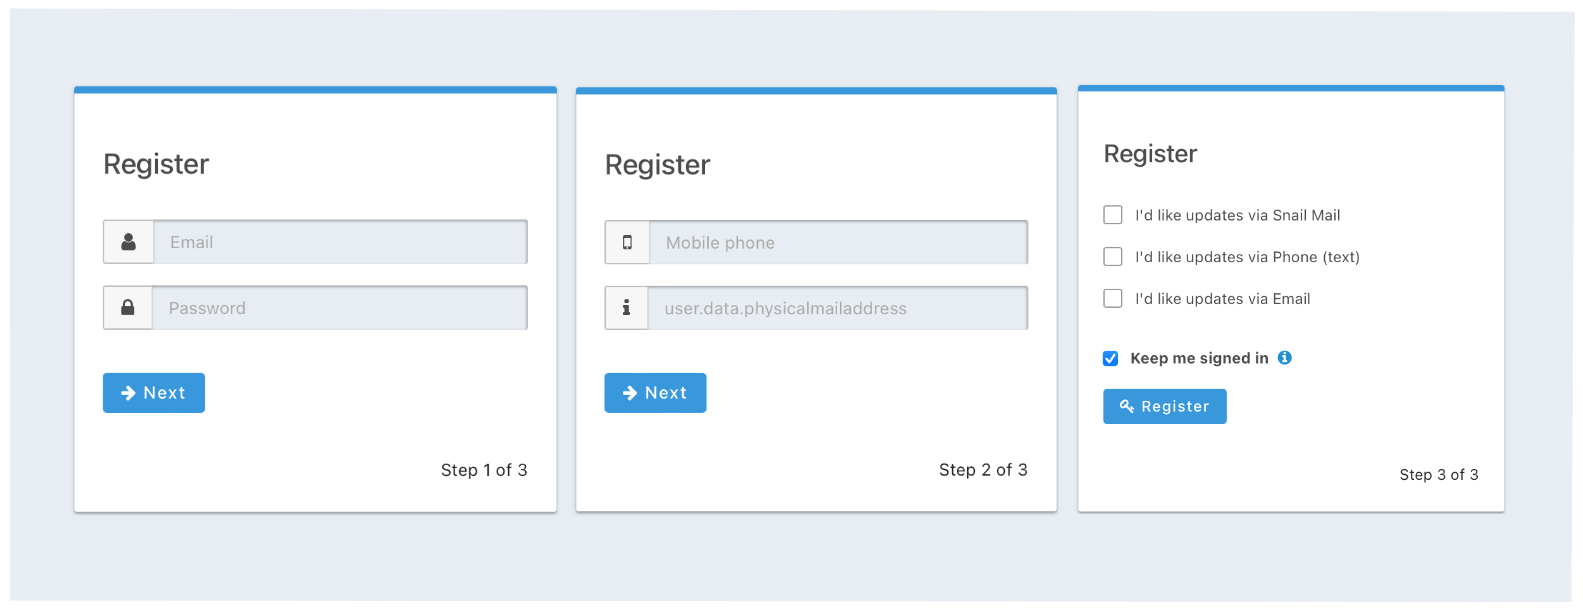 Register
Email
Password
Next
Step 1 of 3
Register
Mobile phone
user.data.physicalmailaddress
Next
Step 2 of 3
Register
I'd like updates via Snail Mail
I'd like updates via Phone (text)
I'd like updates via Email
Keep me signed in
Register
Step 3 of 3